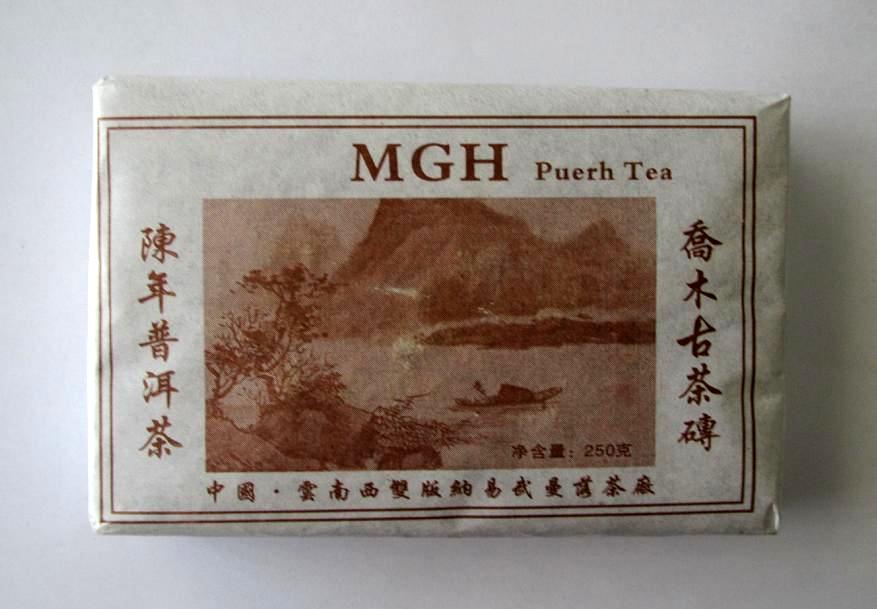 MGH Puerh Tea
喬木古茶磚
陳年普洱茶
净含量：250克
中國·雲南西雙版納易武曼諾茶廠